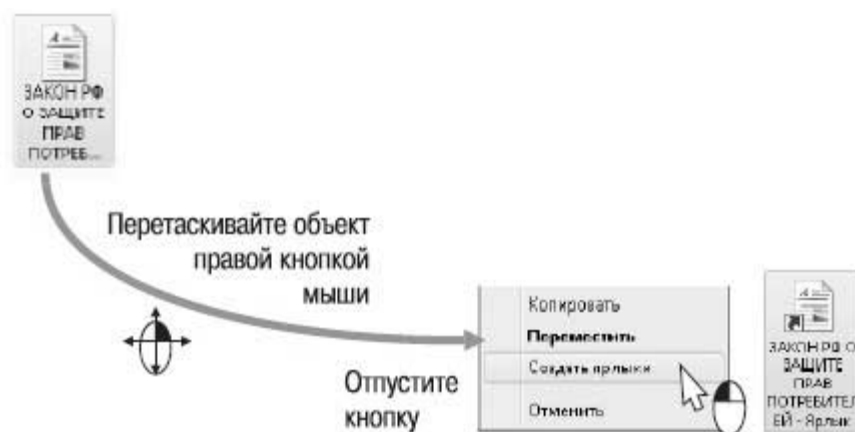 ЗАКОН РФ
О ЗАЩИТЕ
ПРАВ
ПОТРЕБ...
Перетаскивайте объект
правой кнопкой
мыши
Отпустите
кнопку
Копировать
Переместить
Создать ярлыки
Отменить
ЗАКОН РФ О
ЗАЩИТЕ
ПРАВ
ПОТРЕБИТЕЛ
ЕЙ - Ярлык